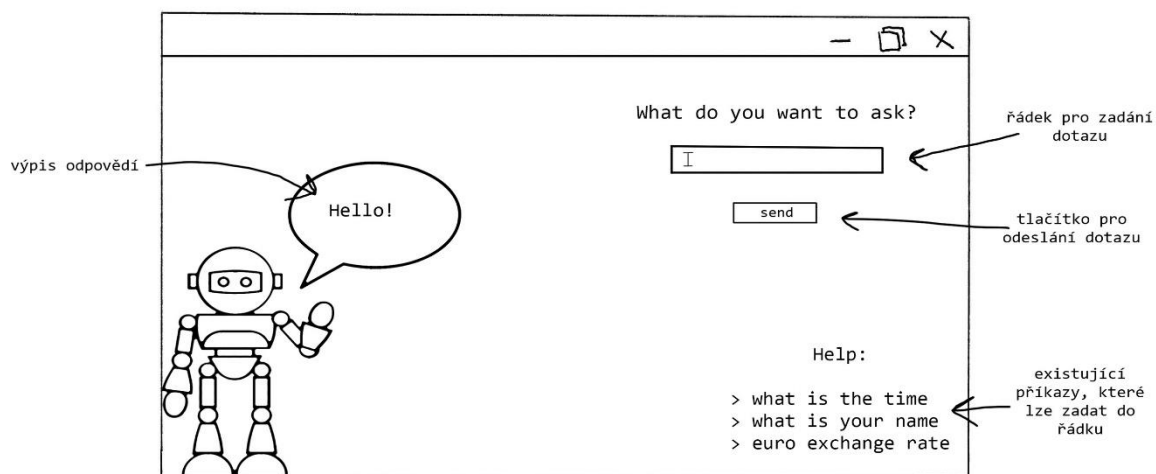 What do you want to ask?
řádek pro zadání
dotazu
výpis odpovědí
Hello!
send
tlačítko pro
odeslání dotazu
Help:
> what is the time
> what is your name
> euro exchange rate
existující
příkazy, které
lze zadat do
řádku